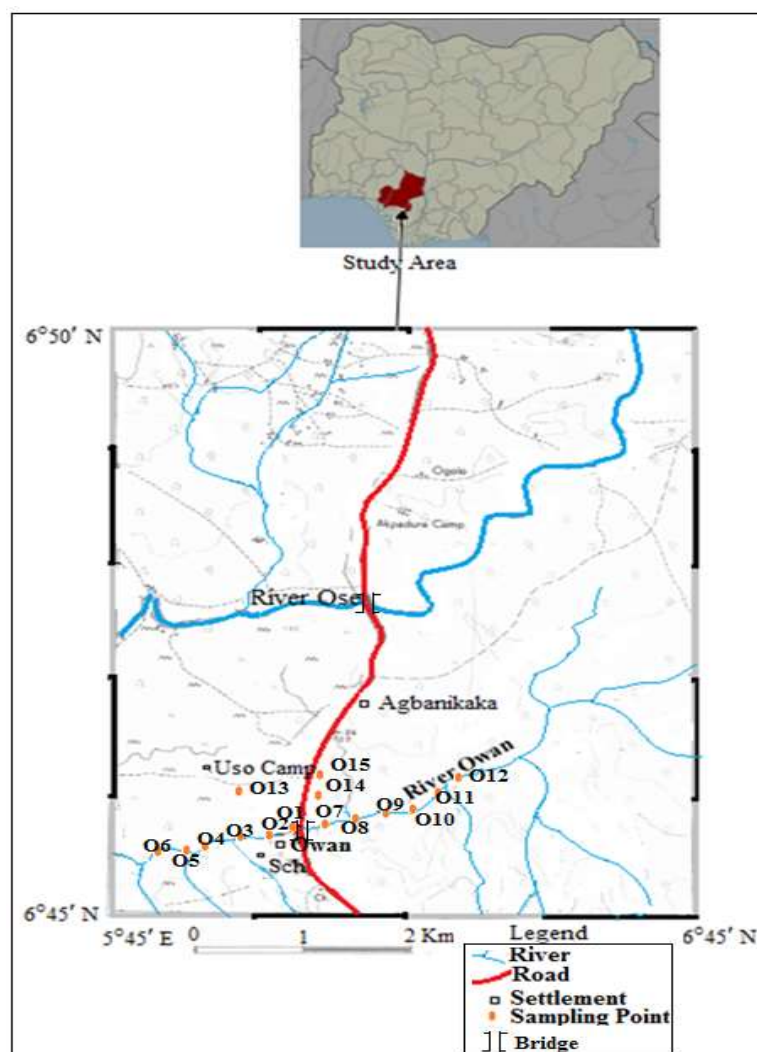 Study Area
6°50′ N
Ogolo
Akpadura Camp
River Ose
Agbanikaka
Uso Camp
O15
O13
O14
River Owan
O12
O11
O1
O7
O9
O10
O2
O8
O3
O4
O6
O5
Owan
Sch
6°45′ N
5°45′ E
0
1
2 Km
Legend
6°45′ N
River
Road
Settlement
Sampling Point
Bridge